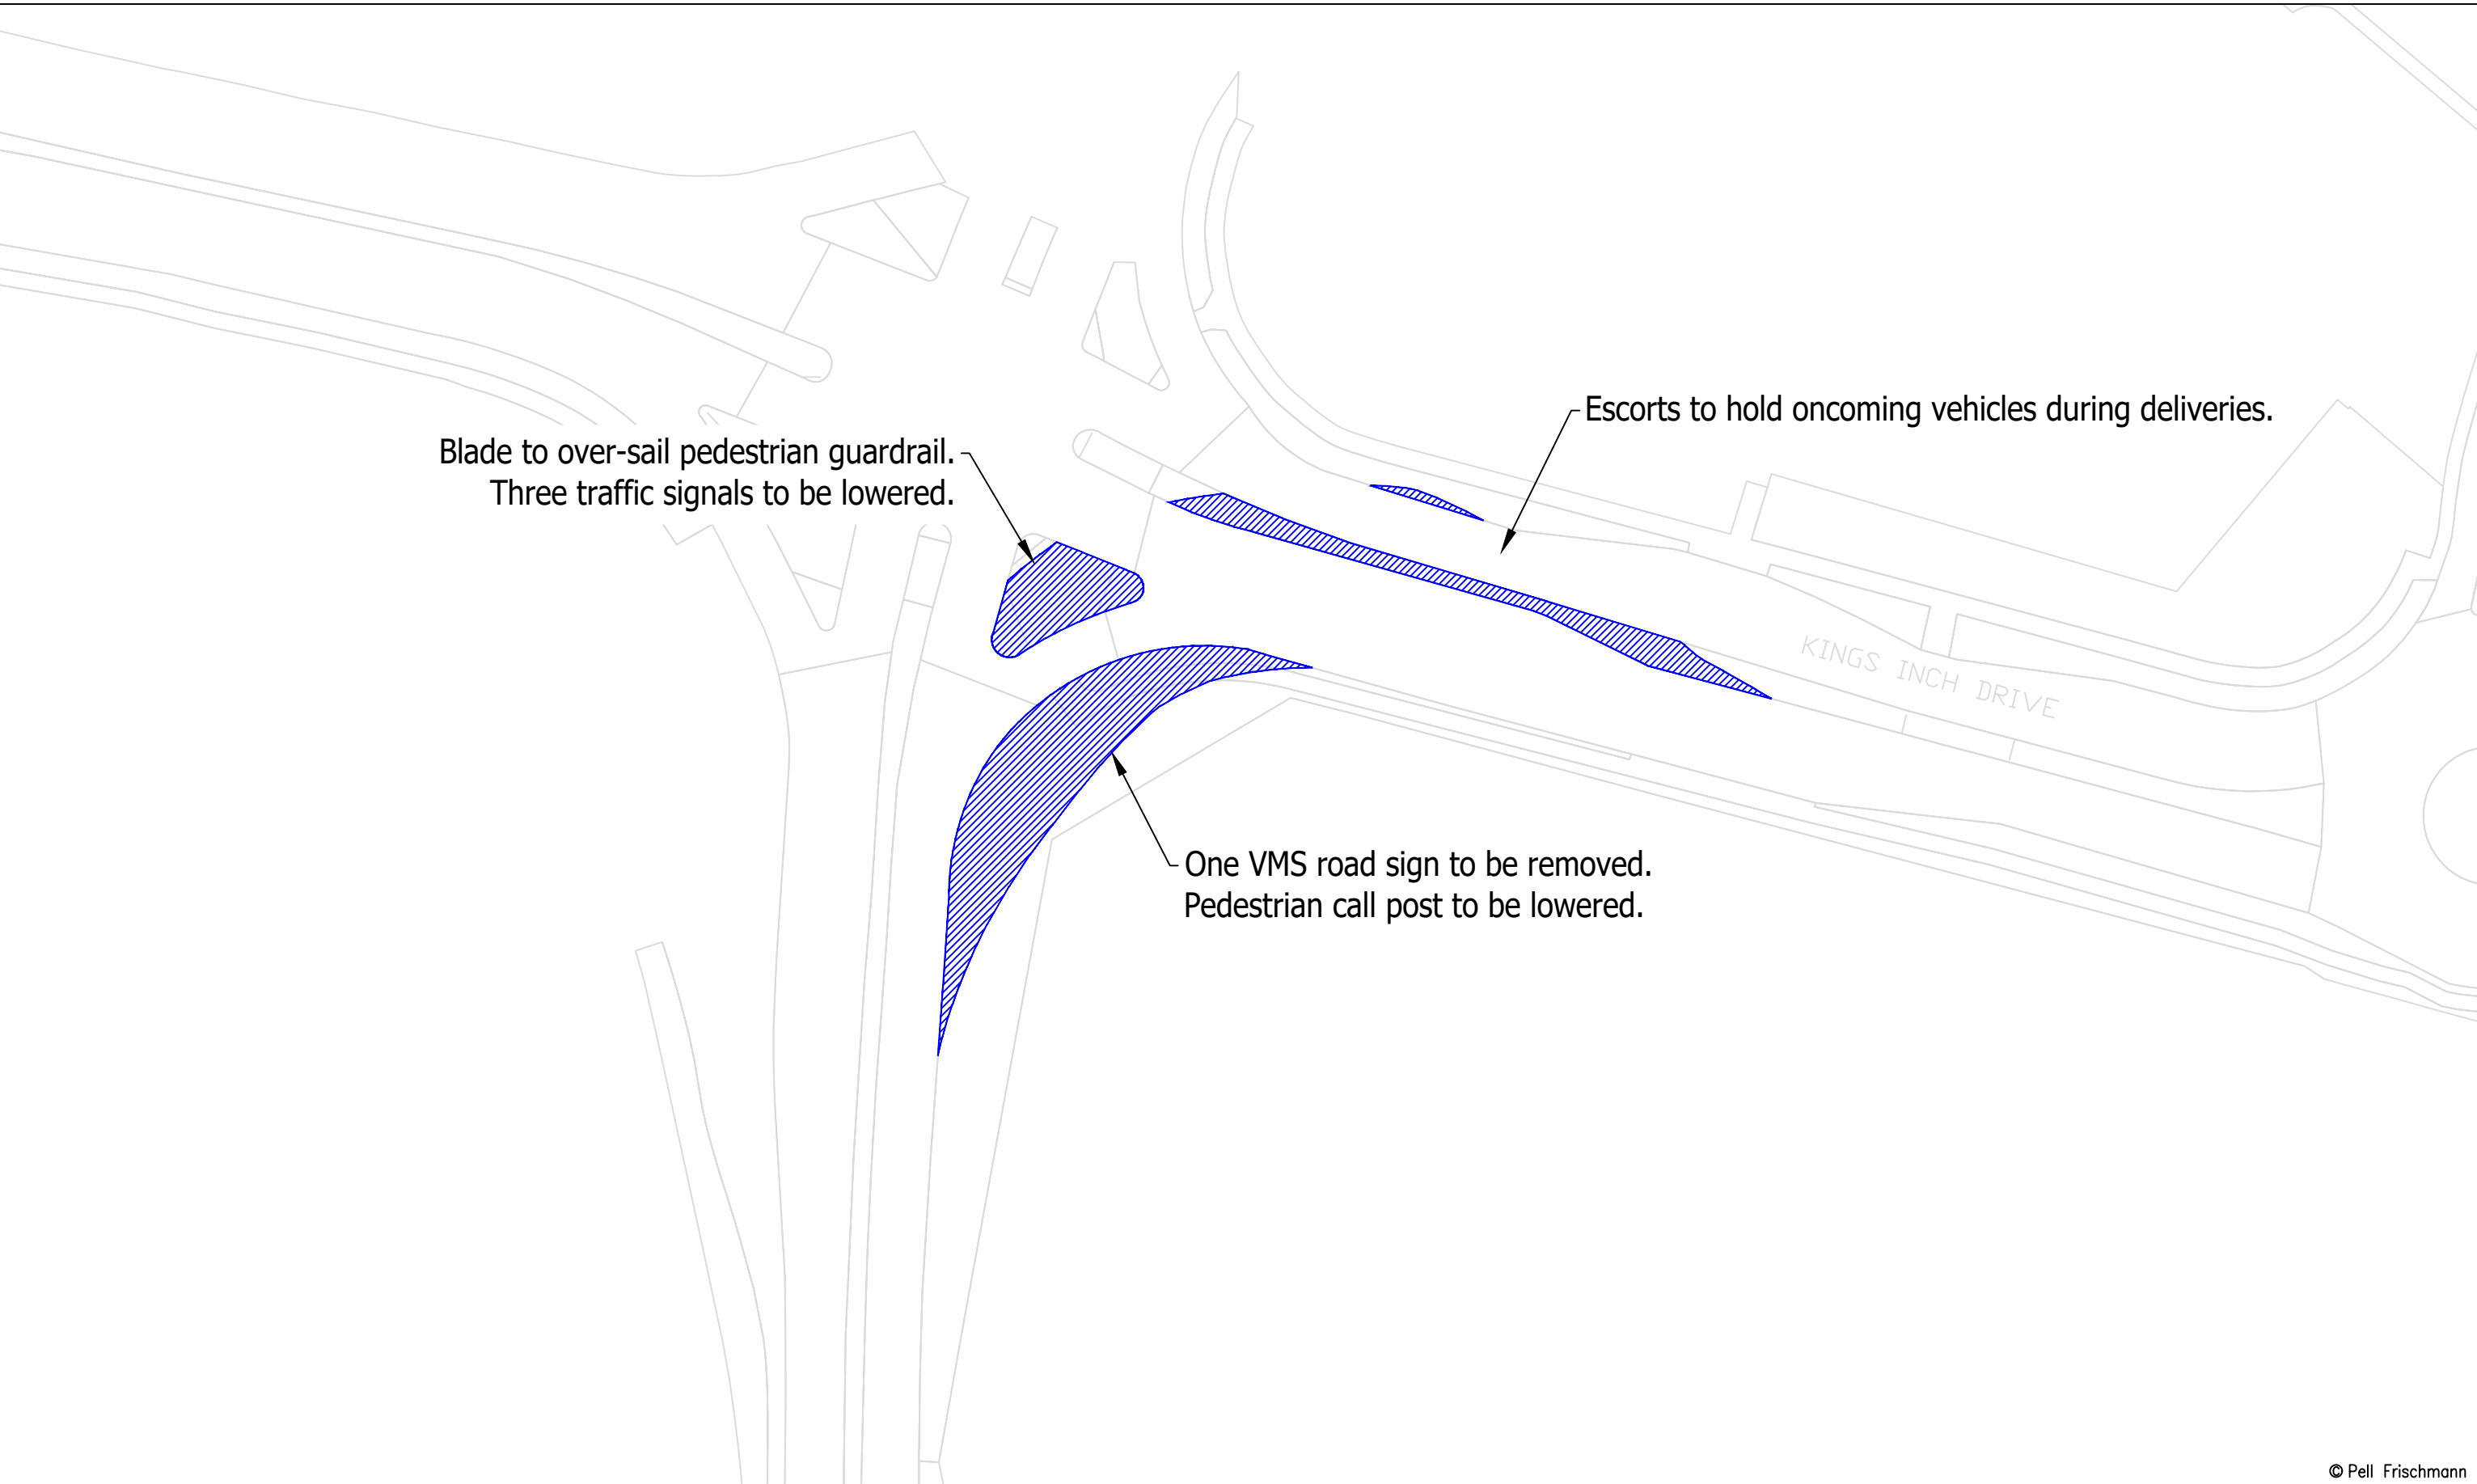 Escorts to hold oncoming vehicles during deliveries.
Blade to over-sail pedestrian guardrail.
Three traffic signals to be lowered.
KINGS INCH DRIVE
One VMS road sign to be removed.
Pedestrian call post to be lowered.
© Pell Frischmann